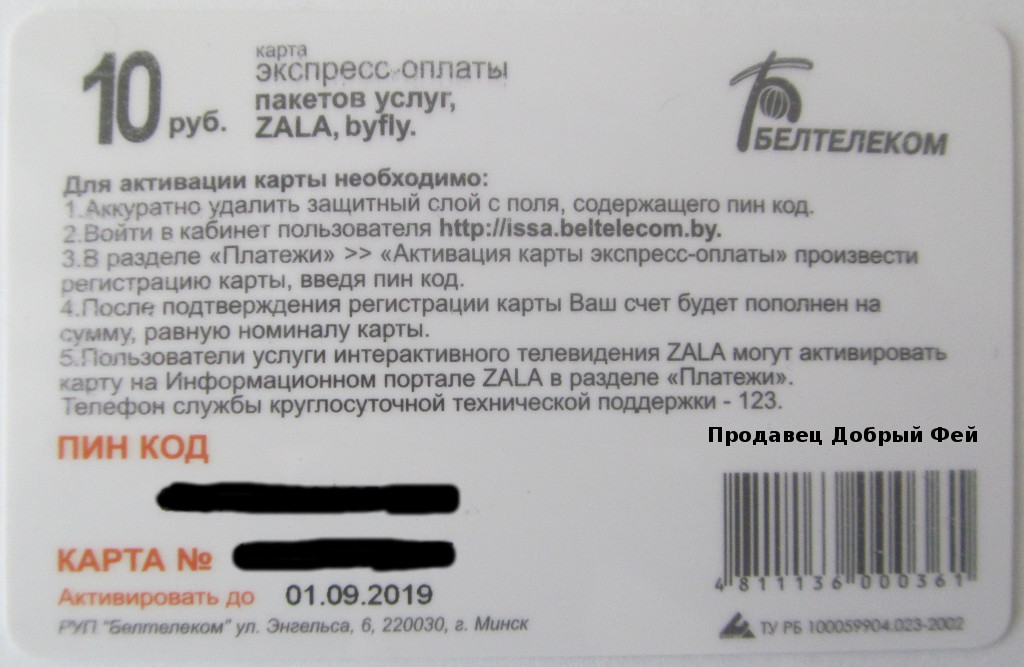 10 руб.
карта
экспресс-оплаты
пакетов услуг,
ZALA, byfly.
БЕЛТЕЛЕКОМ
Для активации карты необходимо:
1.Аккуратно удалить защитный слой с поля, содержащего пин код.
2.Войти в кабинет пользователя http://issa.beltelecom.by.
3.В разделе «Платежи» >> «Активация карты экспресс-оплаты» произвести
регистрацию карты, введя пин код.
4.После подтверждения регистрации карты Ваш счет будет пополнен на
сумму, равную номиналу карты.
5.Пользователи услуги интерактивного телевидения ZALA могут активировать
карту на Информационном портале ZALA в разделе «Платежи».
Телефон службы круглосуточной технической поддержки - 123.
Продавец Добрый Фей
ПИН КОД
КАРТА №
Активировать до 01.09.2019
4 811136 000361
РУП "Белтелеком" ул. Энгельса, 6, 220030, г. Минск
ТУ РБ 100059904.023-2002